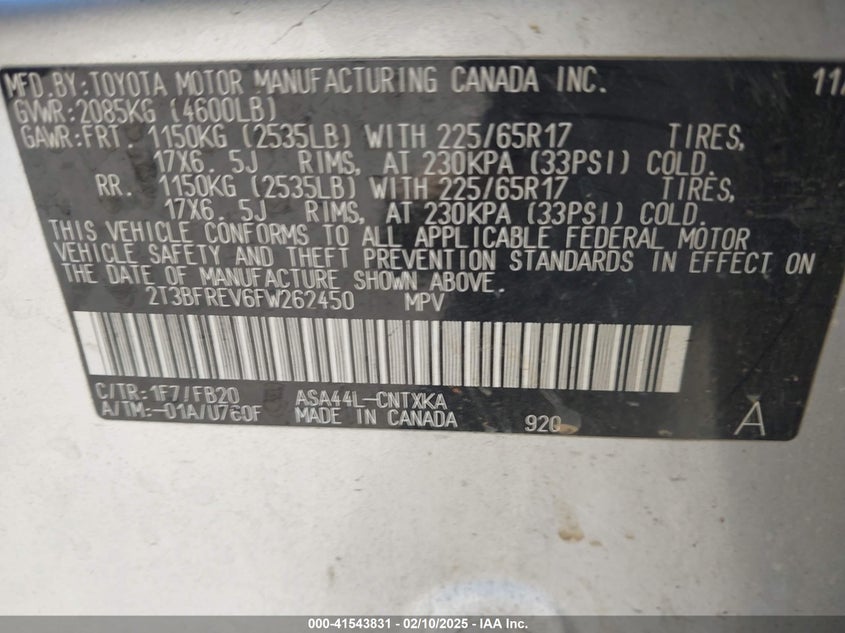 MFD.BY:TOYOTA MOTOR MANUFACTURING CANADA INC. 11/
GVWR:2085KG (4600LB)
GAWR:FRT. 1150KG (2535LB) WITH 225/65R17 TIRES,
17X6.5J RIMS, AT 230KPA (33PSI) COLD.
RR. 1150KG (2535LB) WITH 225/65R17 TIRES,
17X6.5J RIMS, AT 230KPA (33PSI) COLD.
THIS VEHICLE CONFORMS TO ALL APPLICABLE FEDERAL MOTOR
VEHICLE SAFETY AND THEFT PREVENTION STANDARDS IN EFFECT ON
THE DATE OF MANUFACTURE SHOWN ABOVE.
2T3BFREV6FW262450 MPV
C/TR:1F7/FB20 ASA44L-CNTXKA
A/TM:-01A/U760F MADE IN CANADA 920 A
000-41543831 - 02/10/2025 - IAA Inc.